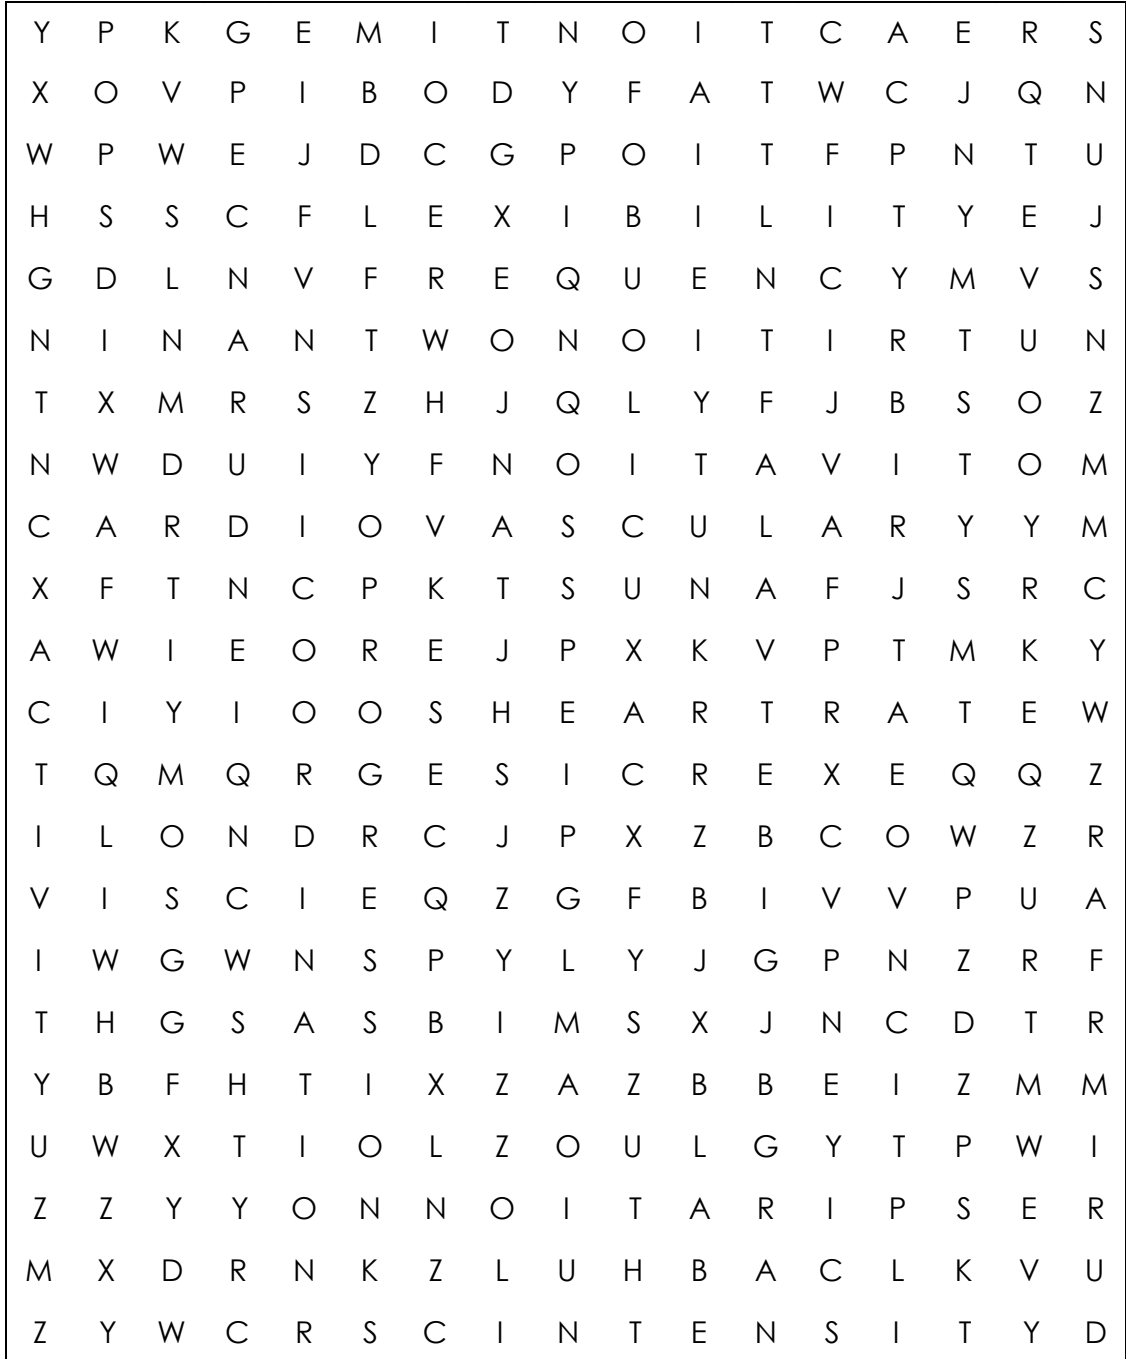 Y P K G E M I T N O I T C A E R S
X O V P I B O D Y F A T W C J Q N
W P W E J D C G P O I T F P N T U
H S S C F L E X I B I L I T Y E J
G D L N V F R E Q U E N C Y M V S
N I N A N T W O N O I T I R T U N
T X M R S Z H J Q L Y F J B S O Z
N W D U I Y F N O I T A V I T O M
C A R D I O V A S C U L A R Y Y M
X F T N C P K T S U N A F J S R C
A W I E O R E J P X K V P T M K Y
C I Y I O O S H E A R T R A T E W
T Q M Q R G E S I C R E X E Q Q Z
I L O N D R C J P X Z B C O W Z R
V I S C I E Q Z G F B I V V P U A
I W G W N S P Y L Y J G P N Z R F
T H G S A S B I M S X J N C D T R
Y B F H T I X Z A Z B B E I Z M M
U W X T I O L Z O U L G Y T P W I
Z Z Y Y O N N O I T A R I P S E R
M X D R N K Z L U H B A C L K V U
Z Y W C R S C I N T E N S I T Y D